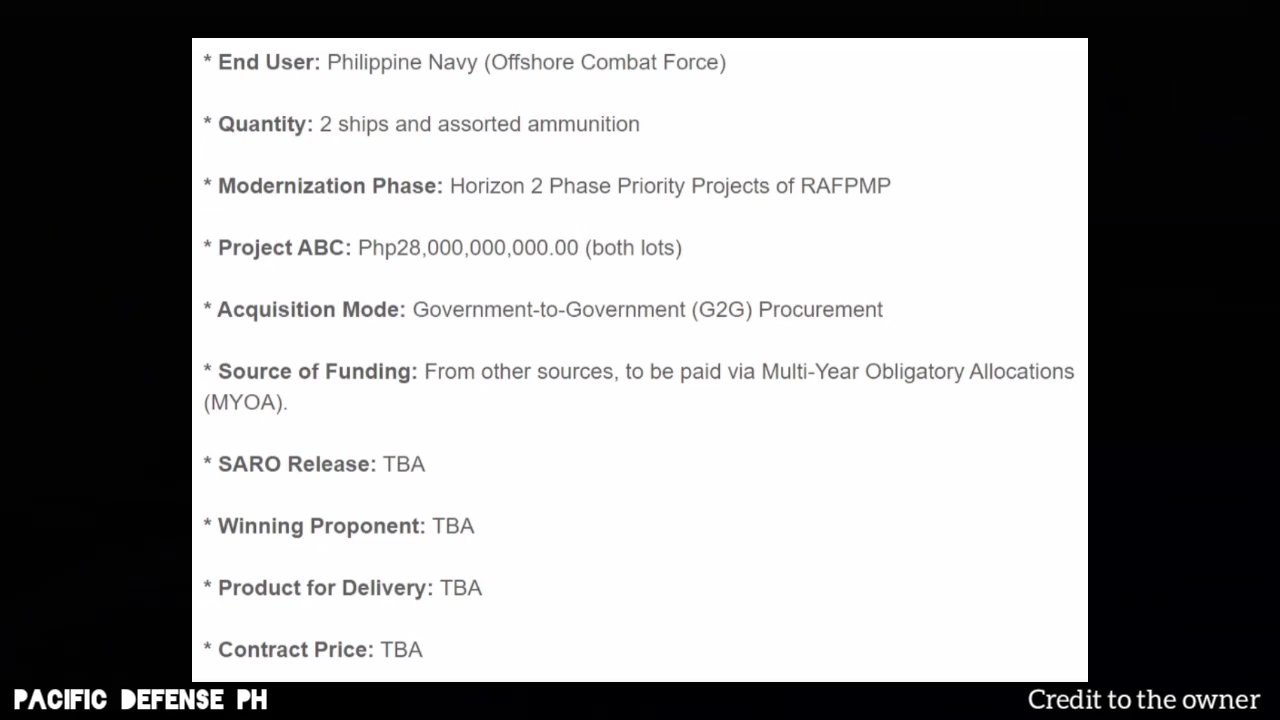 * End User: Philippine Navy (Offshore Combat Force)
* Quantity: 2 ships and assorted ammunition
* Modernization Phase: Horizon 2 Phase Priority Projects of RAFPMP
* Project ABC: Php28,000,000,000.00 (both lots)
* Acquisition Mode: Government-to-Government (G2G) Procurement
* Source of Funding: From other sources, to be paid via Multi-Year Obligatory Allocations
(MYOA).
* SARO Release: TBA
* Winning Proponent: TBA
* Product for Delivery: TBA
* Contract Price: TBA
PACIFIC DEFENSE PH
Credit to the owner